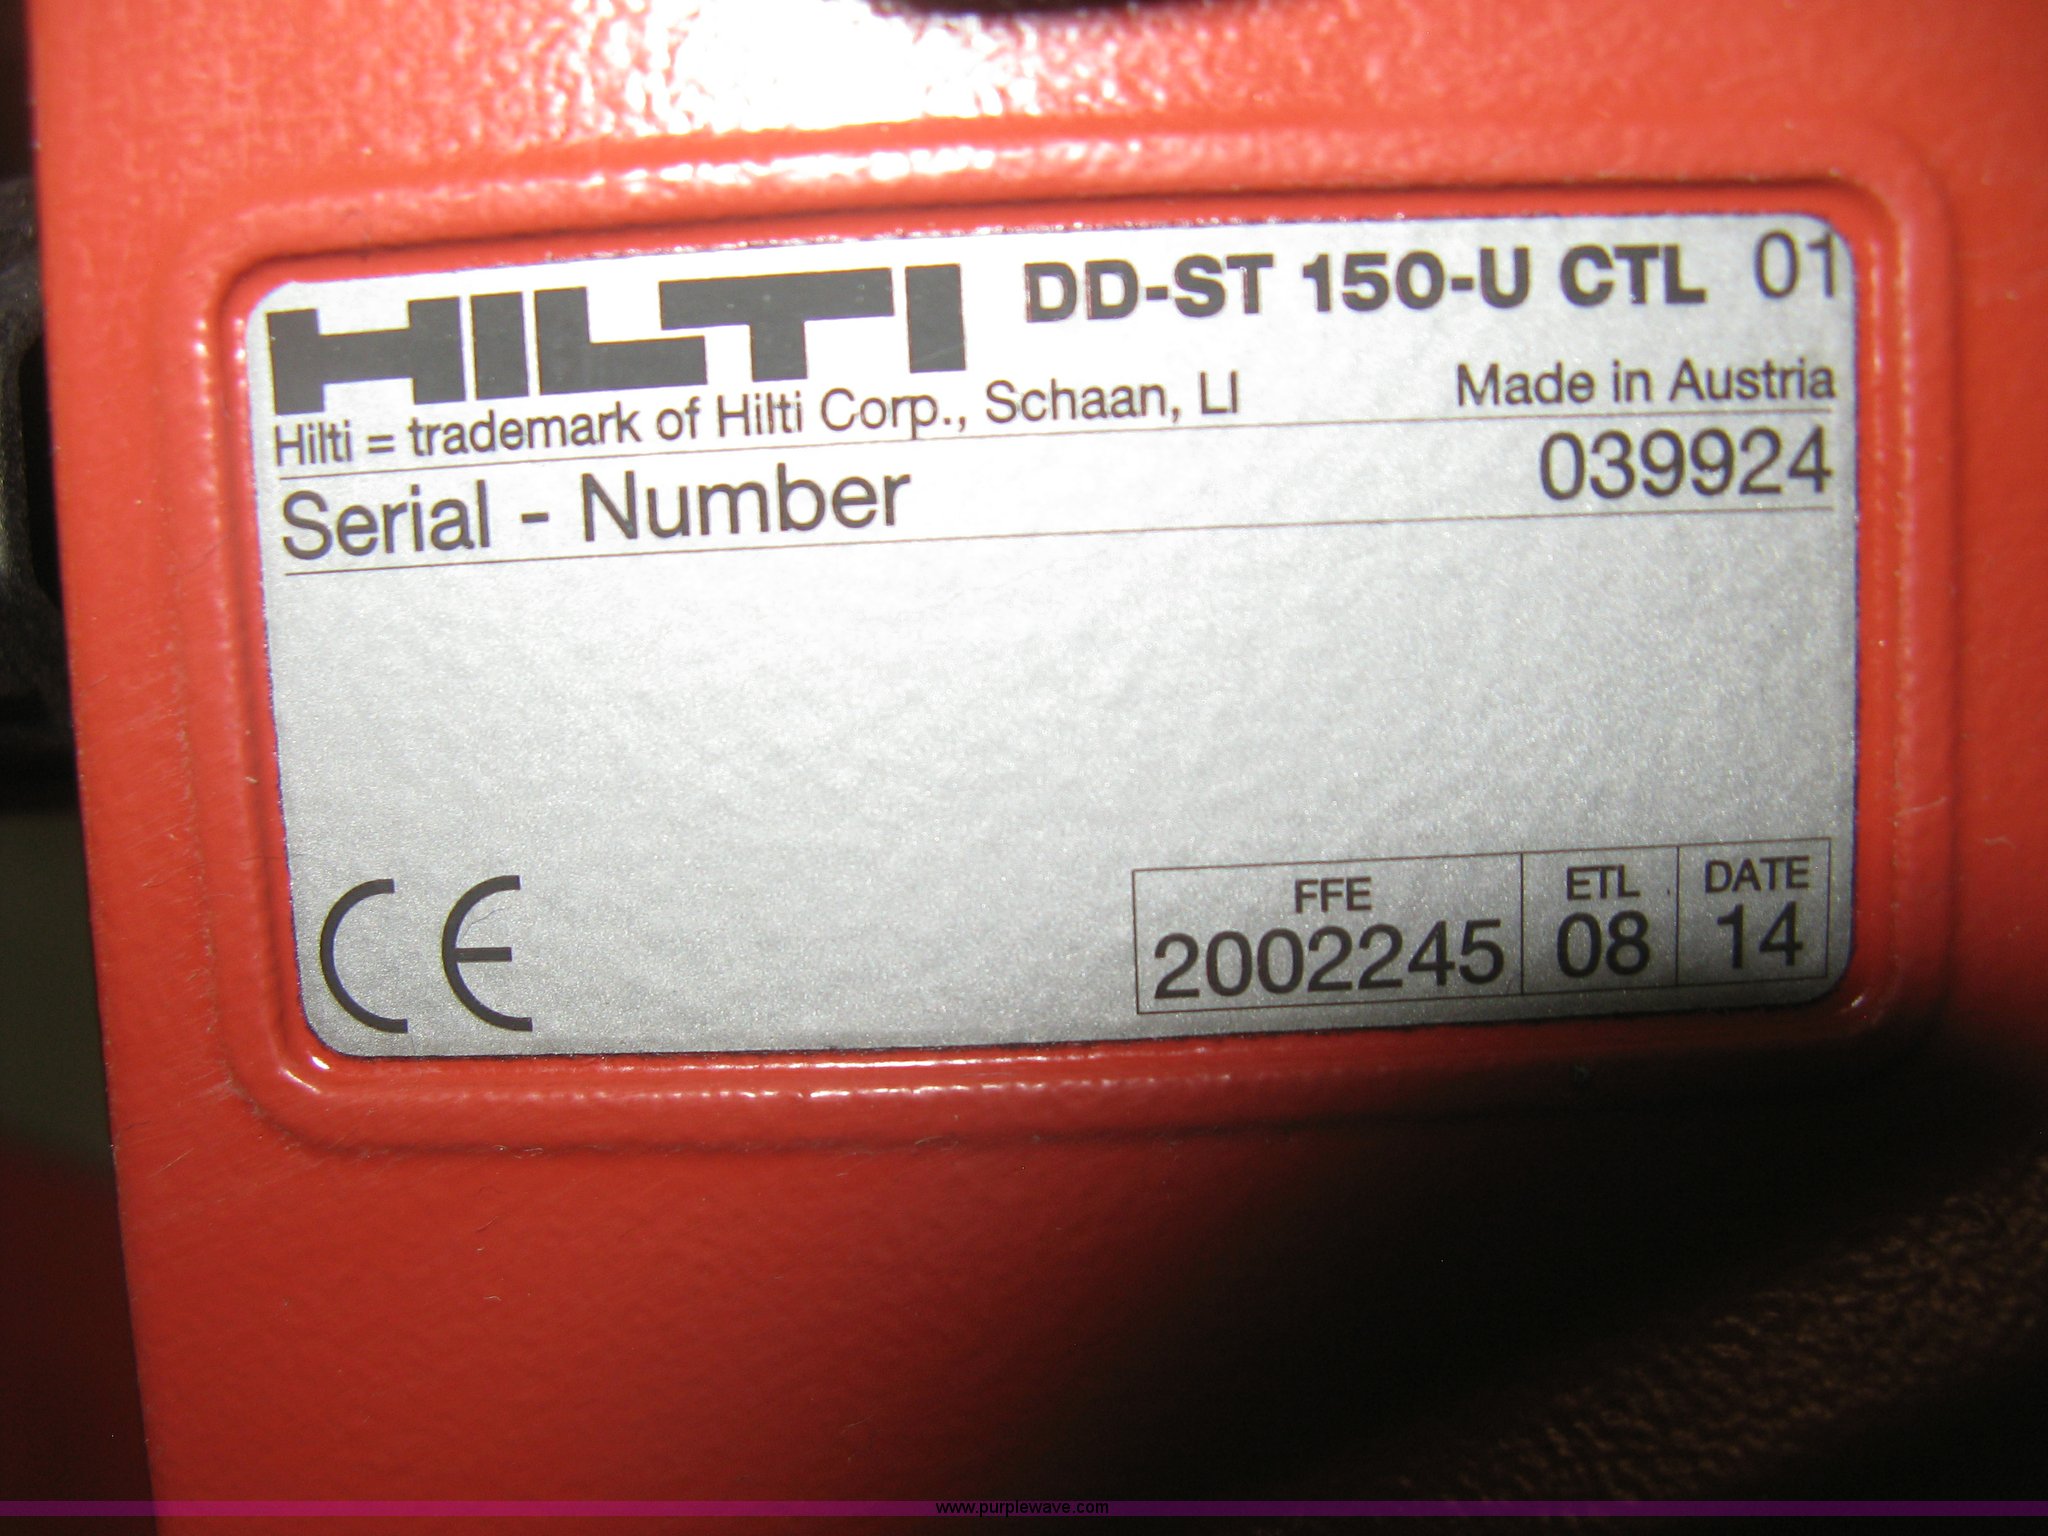 HILTI DD-ST 150-U CTL 01
Hilti = trademark of Hilti Corp., Schaan, LI Made in Austria
Serial - Number 039924
CE
FFE ETL DATE
2002245 08 14
www.purplewave.com